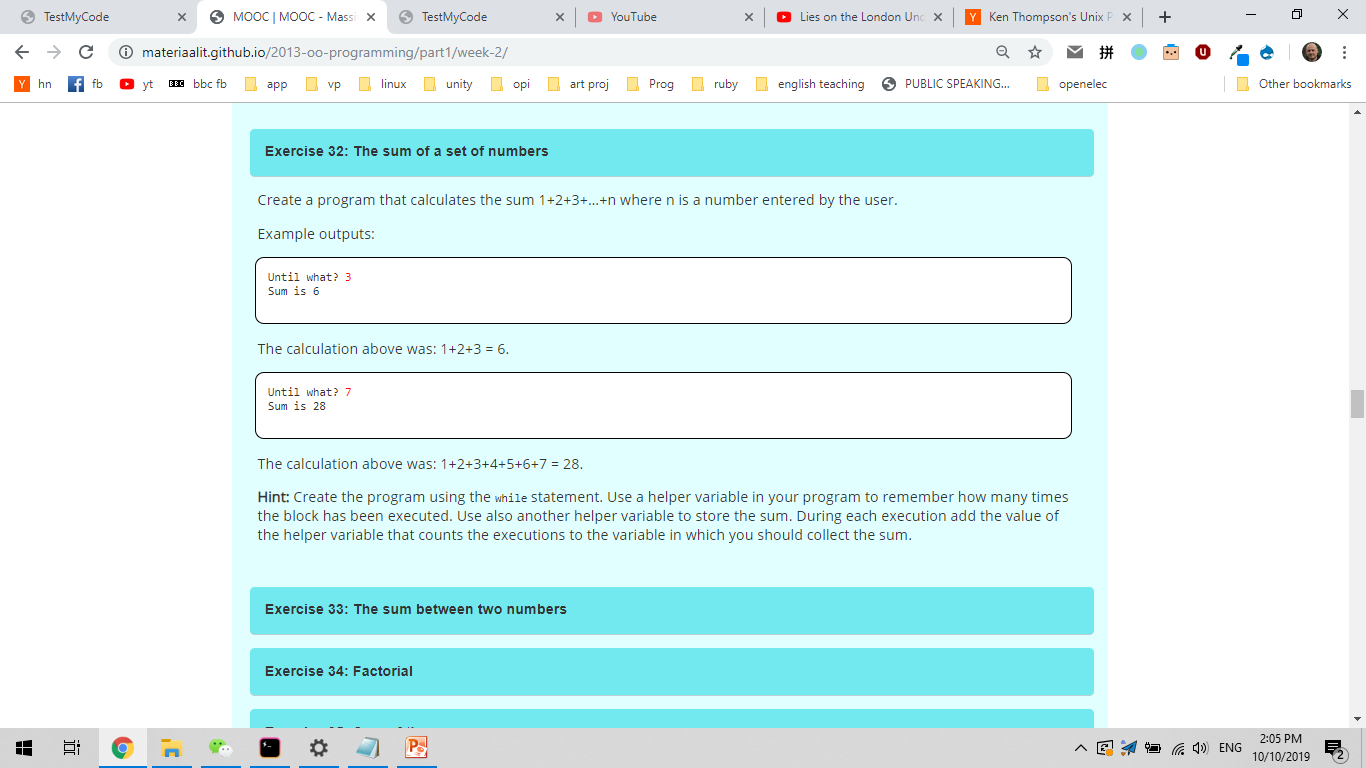 TestMyCode
MOOC | MOOC - Massi
TestMyCode
YouTube
Lies on the London Unc
Ken Thompson's Unix P
materiaalit.github.io/2013-oo-programming/part1/week-2/
hn fb yt bbc fb app vp linux unity opi art proj Prog ruby english teaching PUBLIC SPEAKING... openelec Other bookmarks
Exercise 32: The sum of a set of numbers
Create a program that calculates the sum 1+2+3+...+n where n is a number entered by the user.
Example outputs:
Until what? 3
Sum is 6
The calculation above was: 1+2+3 = 6.
Until what? 7
Sum is 28
The calculation above was: 1+2+3+4+5+6+7 = 28.
Hint: Create the program using the while statement. Use a helper variable in your program to remember how many times
the block has been executed. Use also another helper variable to store the sum. During each execution add the value of
the helper variable that counts the executions to the variable in which you should collect the sum.
Exercise 33: The sum between two numbers
Exercise 34: Factorial
ENG
2:05 PM
10/10/2019
2